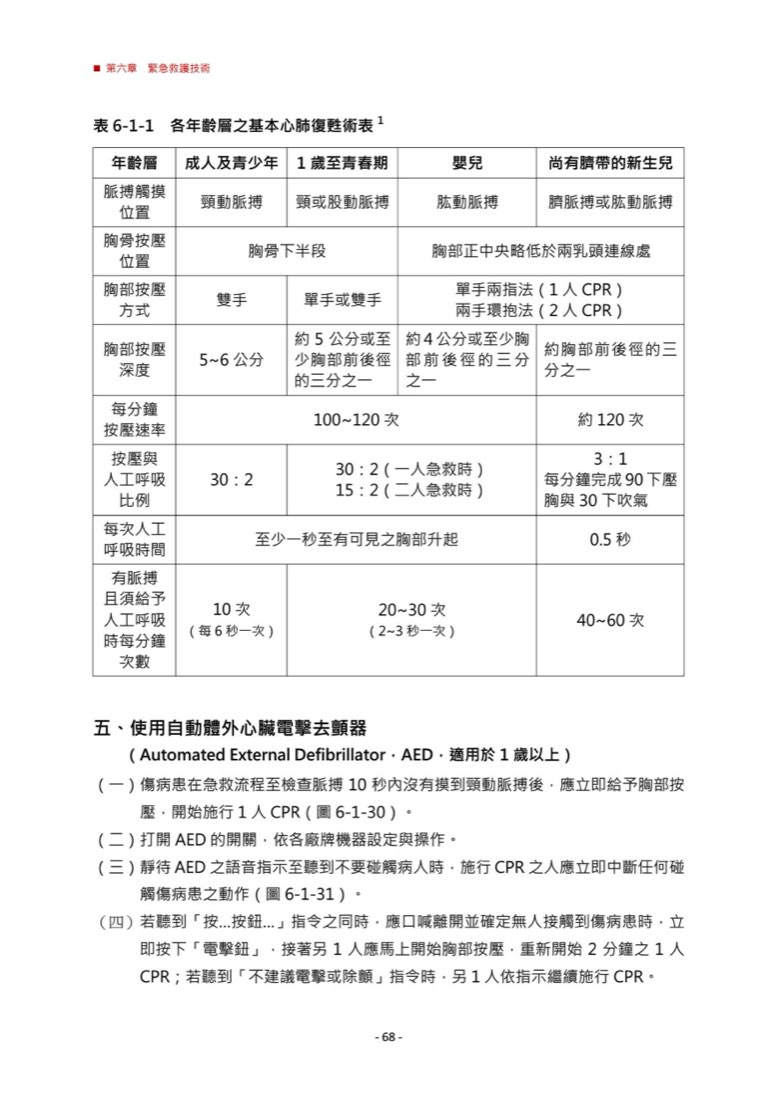 ■ 第六章　緊急救護技術
表 6-1-1　各年齡層之基本心肺復甦術表 1
年齡層　成人及青少年　1 歲至青春期　嬰兒　尚有臍帶的新生兒
脈搏觸摸
位置
頸動脈搏　頸或股動脈搏　肱動脈搏　臍脈搏或肱動脈搏
胸骨按壓
位置
胸骨下半段　胸部正中央略低於兩乳頭連線處
胸部按壓
方式
雙手　單手或雙手
單手兩指法（1 人 CPR）
兩手環抱法（2 人 CPR）
胸部按壓
深度
5~6 公分
約 5 公分或至
少胸部前後徑
的三分之一
約 4 公分或至少胸
部前後徑的三分
之一
約胸部前後徑的三
分之一
每分鐘
按壓速率
100~120 次　約 120 次
按壓與
人工呼吸
比例
30：2
30：2（一人急救時）
15：2（二人急救時）
3：1
每分鐘完成 90 下壓
胸與 30 下吹氣
每次人工
呼吸時間
至少一秒至有可見之胸部升起　0.5 秒
有脈搏
且須給予
人工呼吸
時每分鐘
次數
10 次
（每 6 秒一次）
20~30 次
（2~3 秒一次）
40~60 次
五、使用自動體外心臟電擊去顫器
（Automated External Defibrillator，AED，適用於 1 歲以上）
（一）傷病患在急救流程至檢查脈搏 10 秒內沒有摸到頸動脈搏後，應立即給予胸部按
壓，開始施行 1 人 CPR（圖 6-1-30）。
（二）打開 AED 的開關，依各廠牌機器設定與操作。
（三）靜待 AED 之語音指示至聽到不要碰觸病人時，施行 CPR 之人應立即中斷任何碰
觸傷病患之動作（圖 6-1-31）。
（四）若聽到「按...按鈕...」指令之同時，應口喊離開並確定無人接觸到傷病患時，立
即按下「電擊鈕」，接著另 1 人應馬上開始胸部按壓，重新開始 2 分鐘之 1 人
CPR；若聽到「不建議電擊或除顫」指令時，另 1 人依指示繼續施行 CPR。
- 68 -